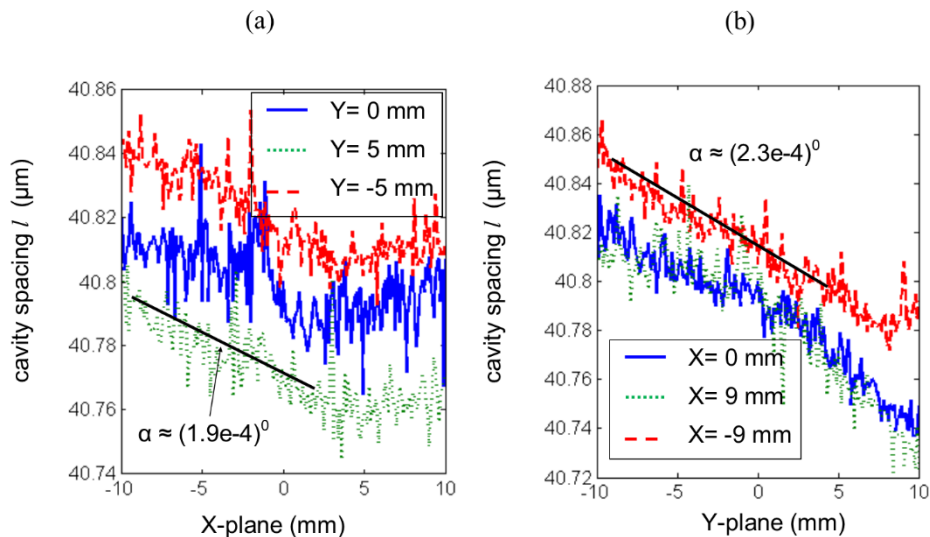 (a)
(b)
40.86
40.84
40.82
40.8
40.78
40.76
40.74
-10
-5
0
5
10
cavity spacing l (μm)
X-plane (mm)
Y= 0 mm
Y= 5 mm
Y= -5 mm
α ≈ (1.9e-4)⁰
40.88
40.86
40.84
40.82
40.8
40.78
40.76
40.74
40.72
-10
-5
0
5
10
cavity spacing l (μm)
Y-plane (mm)
α ≈ (2.3e-4)⁰
X= 0 mm
X= 9 mm
X= -9 mm